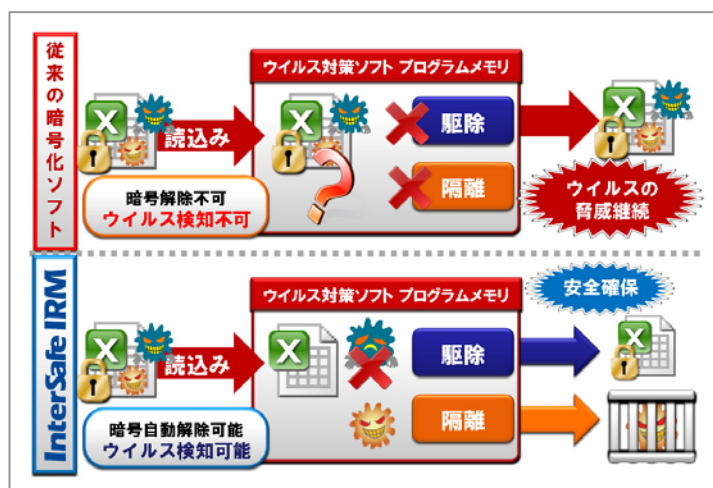 従来の暗号化ソフト
ウイルス対策ソフト プログラムメモリ
読込み
駆除
隔離
暗号解除不可
ウイルス検知不可
ウイルスの
脅威継続
InterSafe IRM
ウイルス対策ソフト プログラムメモリ
安全確保
読込み
駆除
隔離
暗号自動解除可能
ウイルス検知可能